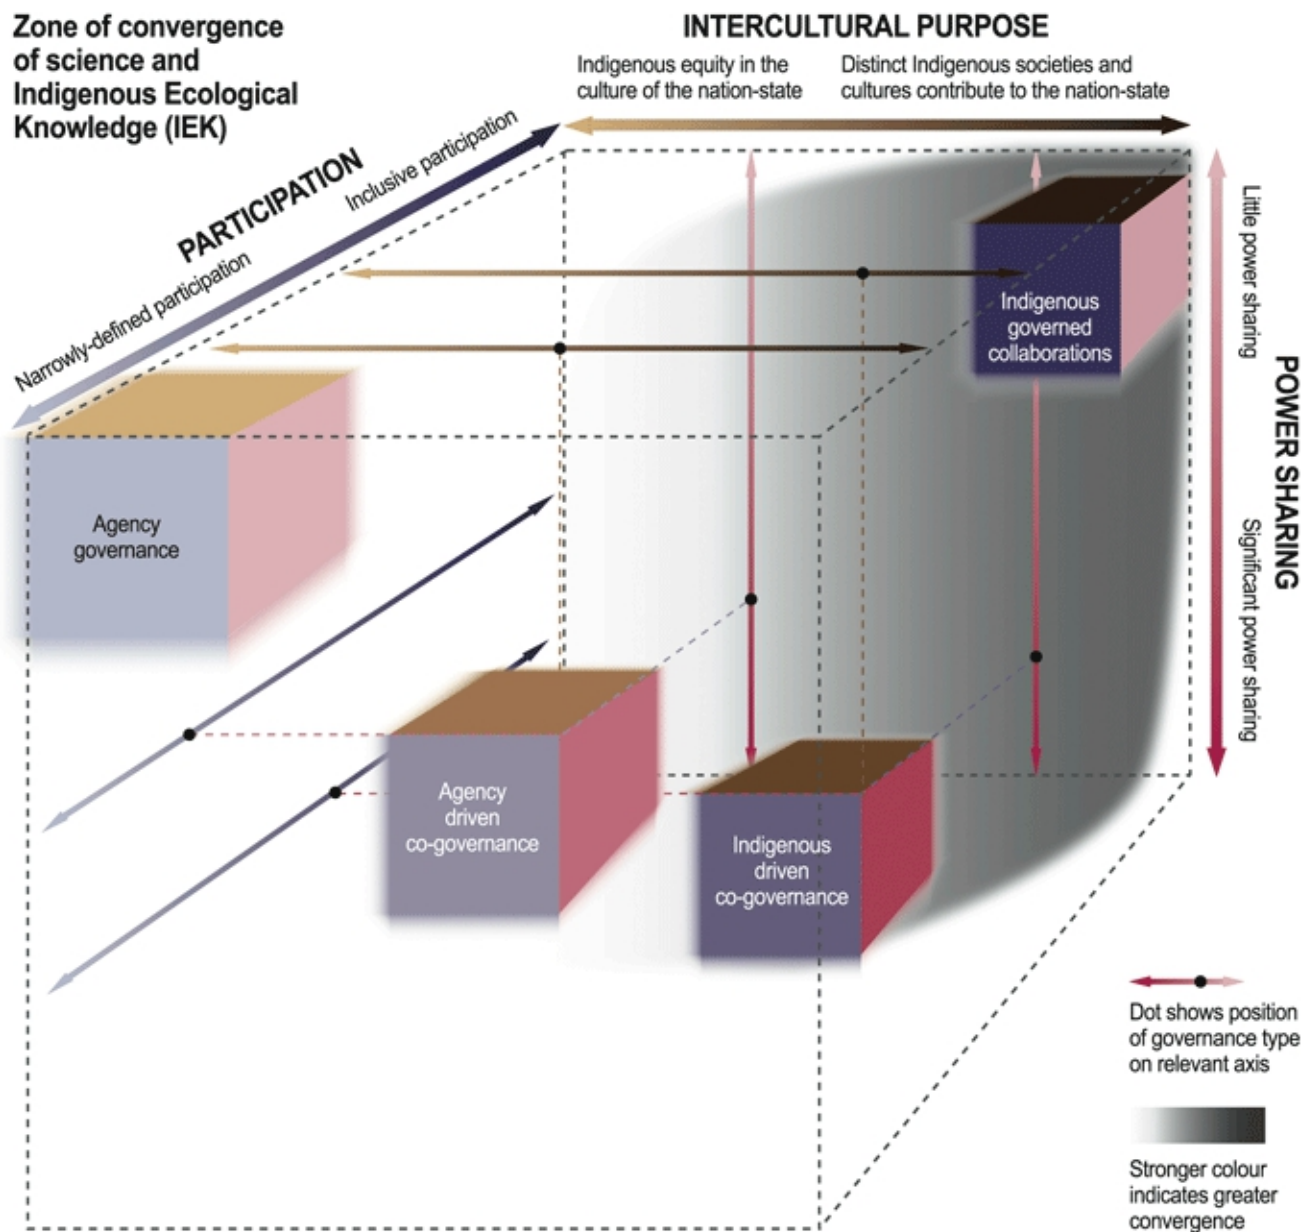 Zone of convergence
of science and
Indigenous Ecological
Knowledge (IEK)
INTERCULTURAL PURPOSE
Indigenous equity in the
culture of the nation-state
Distinct Indigenous societies and
cultures contribute to the nation-state
PARTICIPATION
Inclusive participation
Narrowly-defined participation
Little power sharing
POWER SHARING
Significant power sharing
Indigenous
governed
collaborations
Agency
governance
Agency
driven
co-governance
Indigenous
driven
co-governance
Dot shows position
of governance type
on relevant axis
Stronger colour
indicates greater
convergence